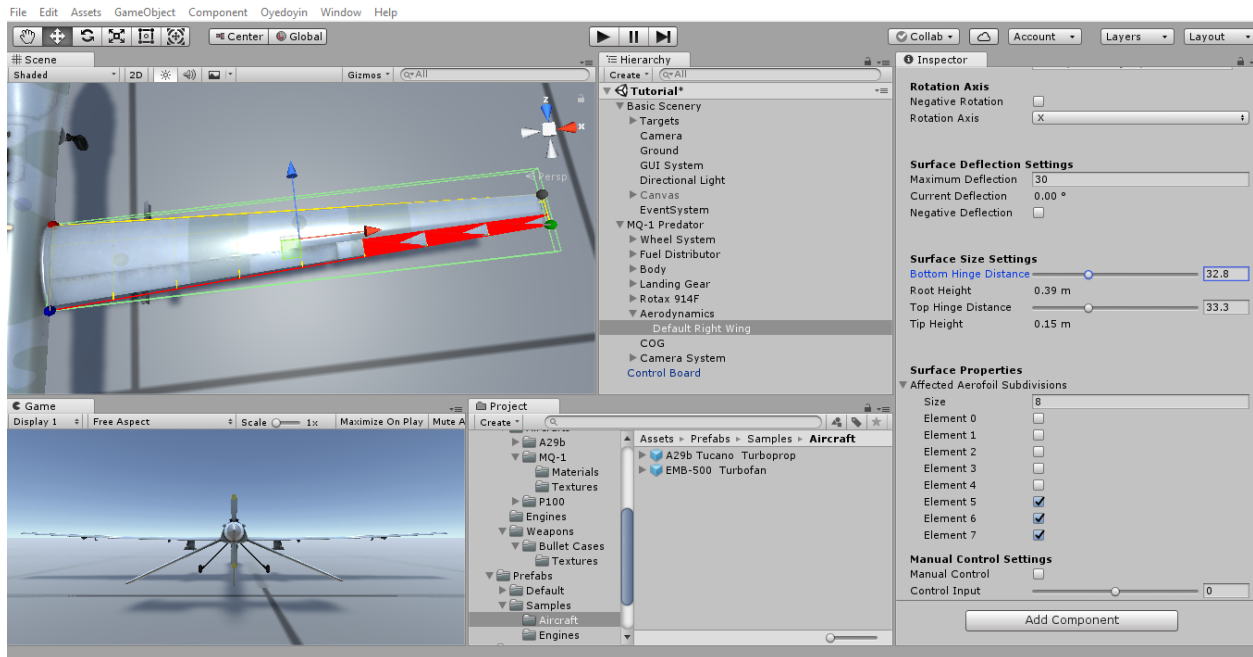 File Edit Assets GameObject Component Oyedoyin Window Help
Center Global Collab Account Layers Layout
Scene
Shaded 2D Gizmos All
z
x
Persp
Hierarchy
Create All
Tutorial*
Basic Scenery
Targets
Camera
Ground
GUI System
Directional Light
Canvas
EventSystem
MQ-1 Predator
Wheel System
Fuel Distributor
Body
Landing Gear
Rotax 914F
Aerodynamics
Default Right Wing
COG
Camera System
Control Board
Game
Display 1 Free Aspect Scale 1x Maximize On Play Mute A
Project
Create
A29b
MQ-1
Materials
Textures
P100
Engines
Weapons
Bullet Cases
Textures
Prefabs
Default
Samples
Aircraft
Engines
Assets Prefabs Samples Aircraft
A29b Tucano Turboprop
EMB-500 Turbofan
Inspector
Rotation Axis
Negative Rotation
Rotation Axis X
Surface Deflection Settings
Maximum Deflection 30
Current Deflection 0.00 °
Negative Deflection
Surface Size Settings
Bottom Hinge Distance 32.8
Root Height 0.39 m
Top Hinge Distance 33.3
Tip Height 0.15 m
Surface Properties
Affected Aerofoil Subdivisions
Size 8
Element 0
Element 1
Element 2
Element 3
Element 4
Element 5
Element 6
Element 7
Manual Control Settings
Manual Control
Control Input 0
Add Component